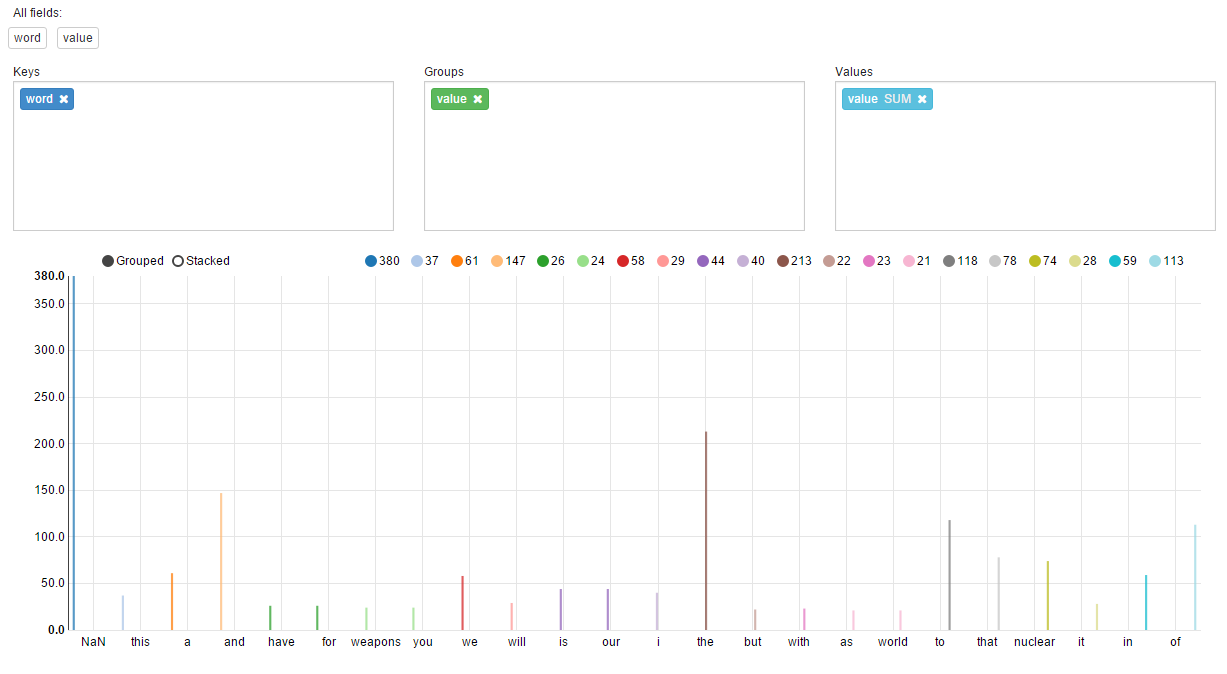 All fields:
word value
Keys Groups Values
word ✖ value ✖ value SUM ✖
Grouped Stacked 380 37 61 147 26 24 58 29 44 40 213 22 23 21 118 78 74 28 59 113
380.0
350.0
300.0
250.0
200.0
150.0
100.0
50.0
0.0
NaN this a and have for weapons you we will is our i the but with as world to that nuclear it in of